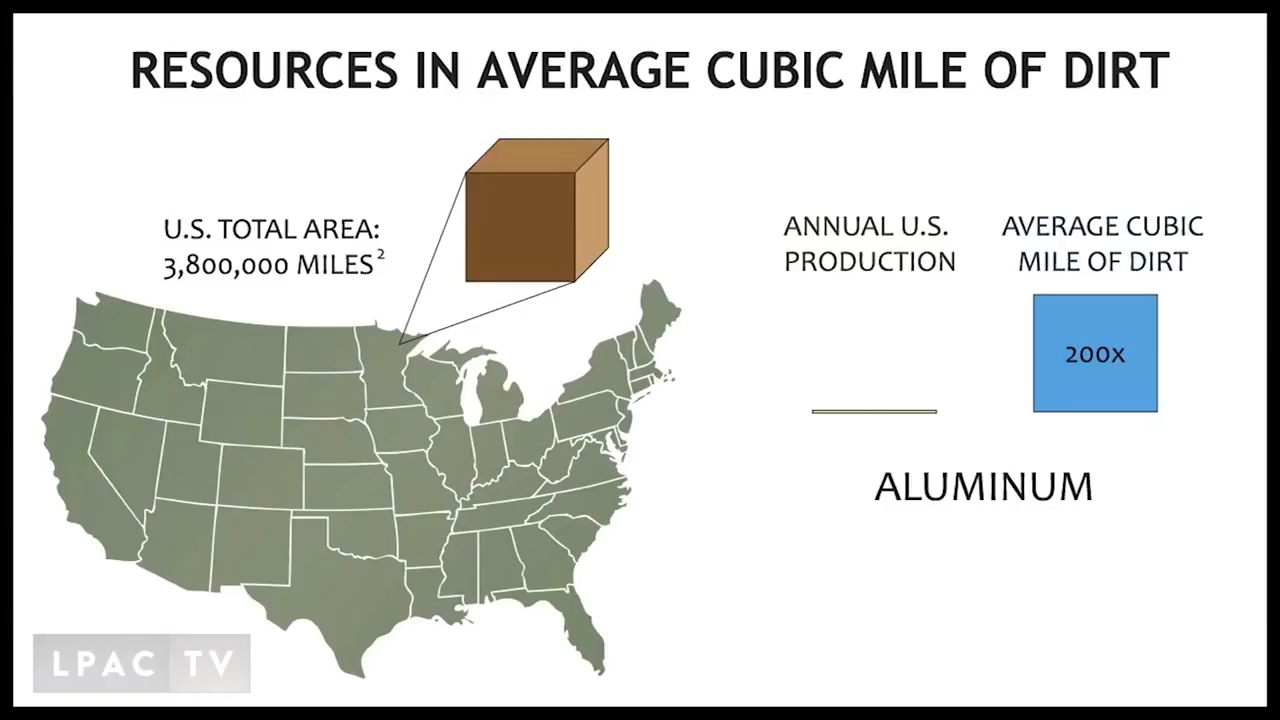 RESOURCES IN AVERAGE CUBIC MILE OF DIRT
U.S. TOTAL AREA:
3,800,000 MILES²
ANNUAL U.S.
PRODUCTION
AVERAGE CUBIC
MILE OF DIRT
200x
ALUMINUM
LPAC TV